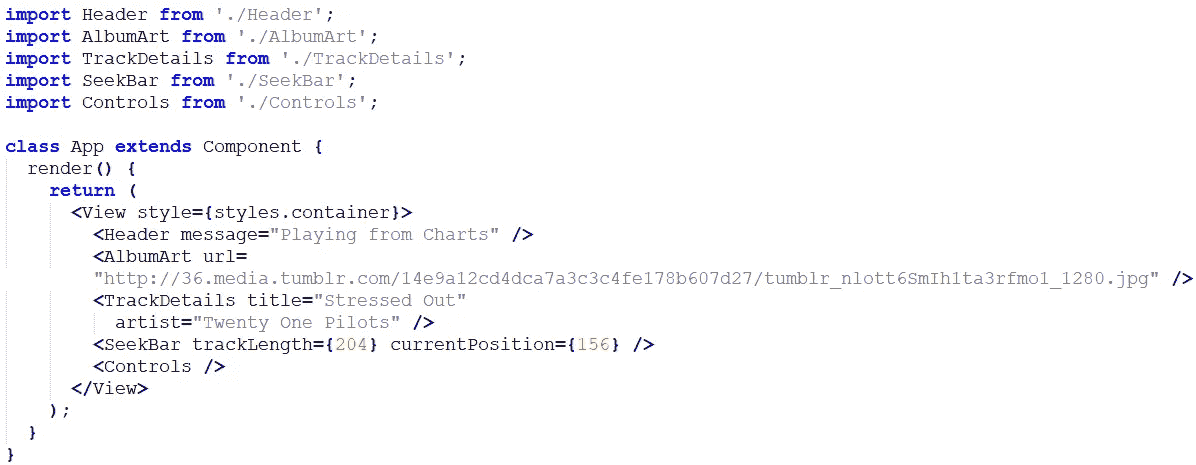 import Header from './Header';
import AlbumArt from './AlbumArt';
import TrackDetails from './TrackDetails';
import SeekBar from './SeekBar';
import Controls from './Controls';

class App extends Component {
  render() {
    return (
      <View style={styles.container}>
        <Header message="Playing from Charts" />
        <AlbumArt url=
        "http://36.media.tumblr.com/14e9a12cd4dca7a3c3c4fe178b607d27/tumblr_nlott6SmIh1ta3rfmo1_1280.jpg" />
        <TrackDetails title="Stressed Out"
          artist="Twenty One Pilots" />
        <SeekBar trackLength={204} currentPosition={156} />
        <Controls />
      </View>
    );
  }
}